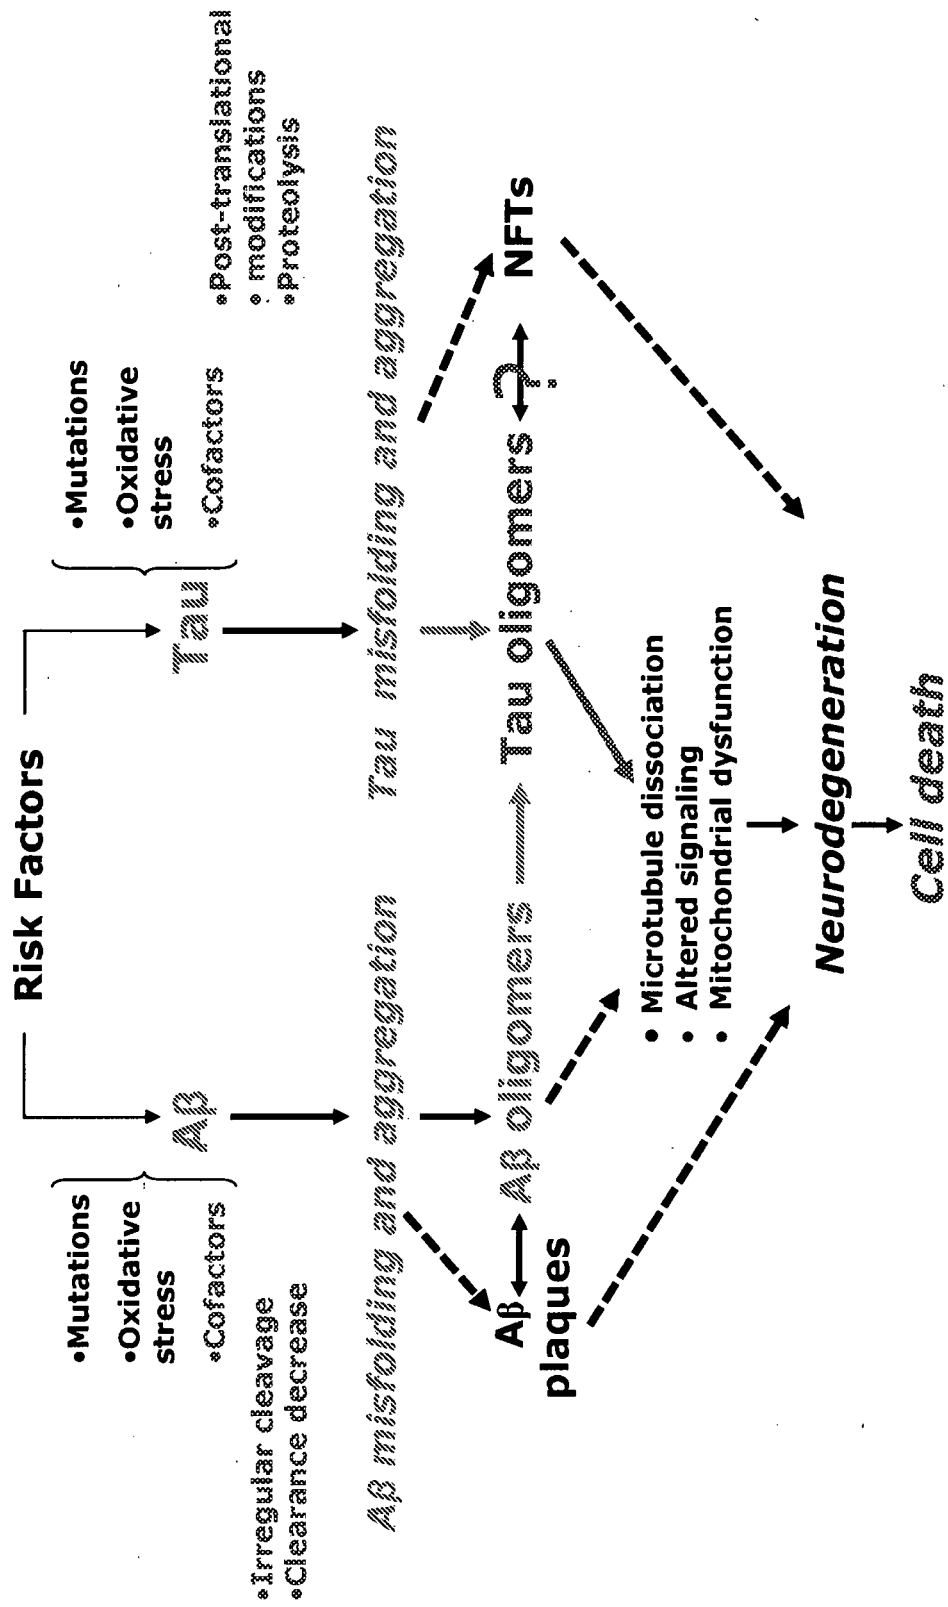 Risk Factors
•Mutations
•Oxidative
stress
•Cofactors
•Irregular cleavage
•Clearance decrease
Aβ
Tau
•Mutations
•Oxidative
stress
•Cofactors
•Post-translational
• modifications
•Proteolysis
Aβ misfolding and aggregation
Tau misfolding and aggregation
Aβ
plaques
Aβ oligomers
Tau oligomers
?
NFTs
• Microtubule dissociation
• Altered signaling
• Mitochondrial dysfunction
Neurodegeneration
Cell death